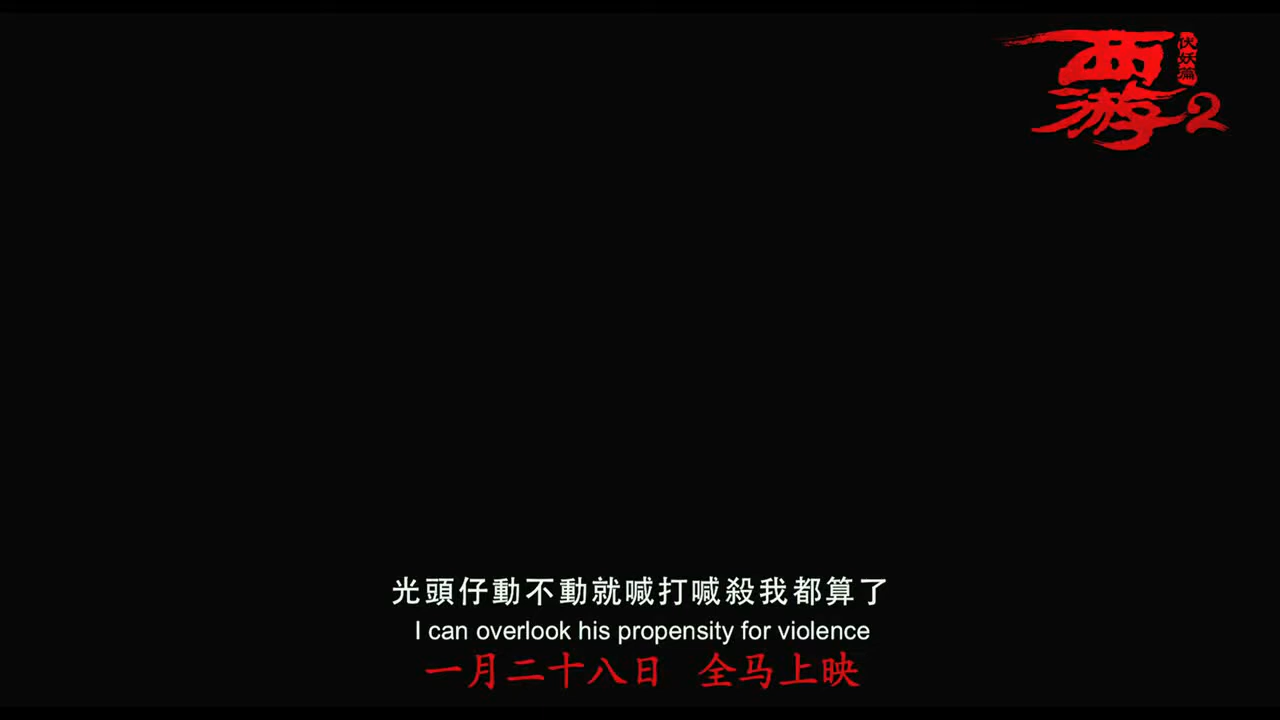 西游2
伏妖篇
光頭仔動不動就喊打喊殺我都算了
I can overlook his propensity for violence
一月二十八日 全马上映